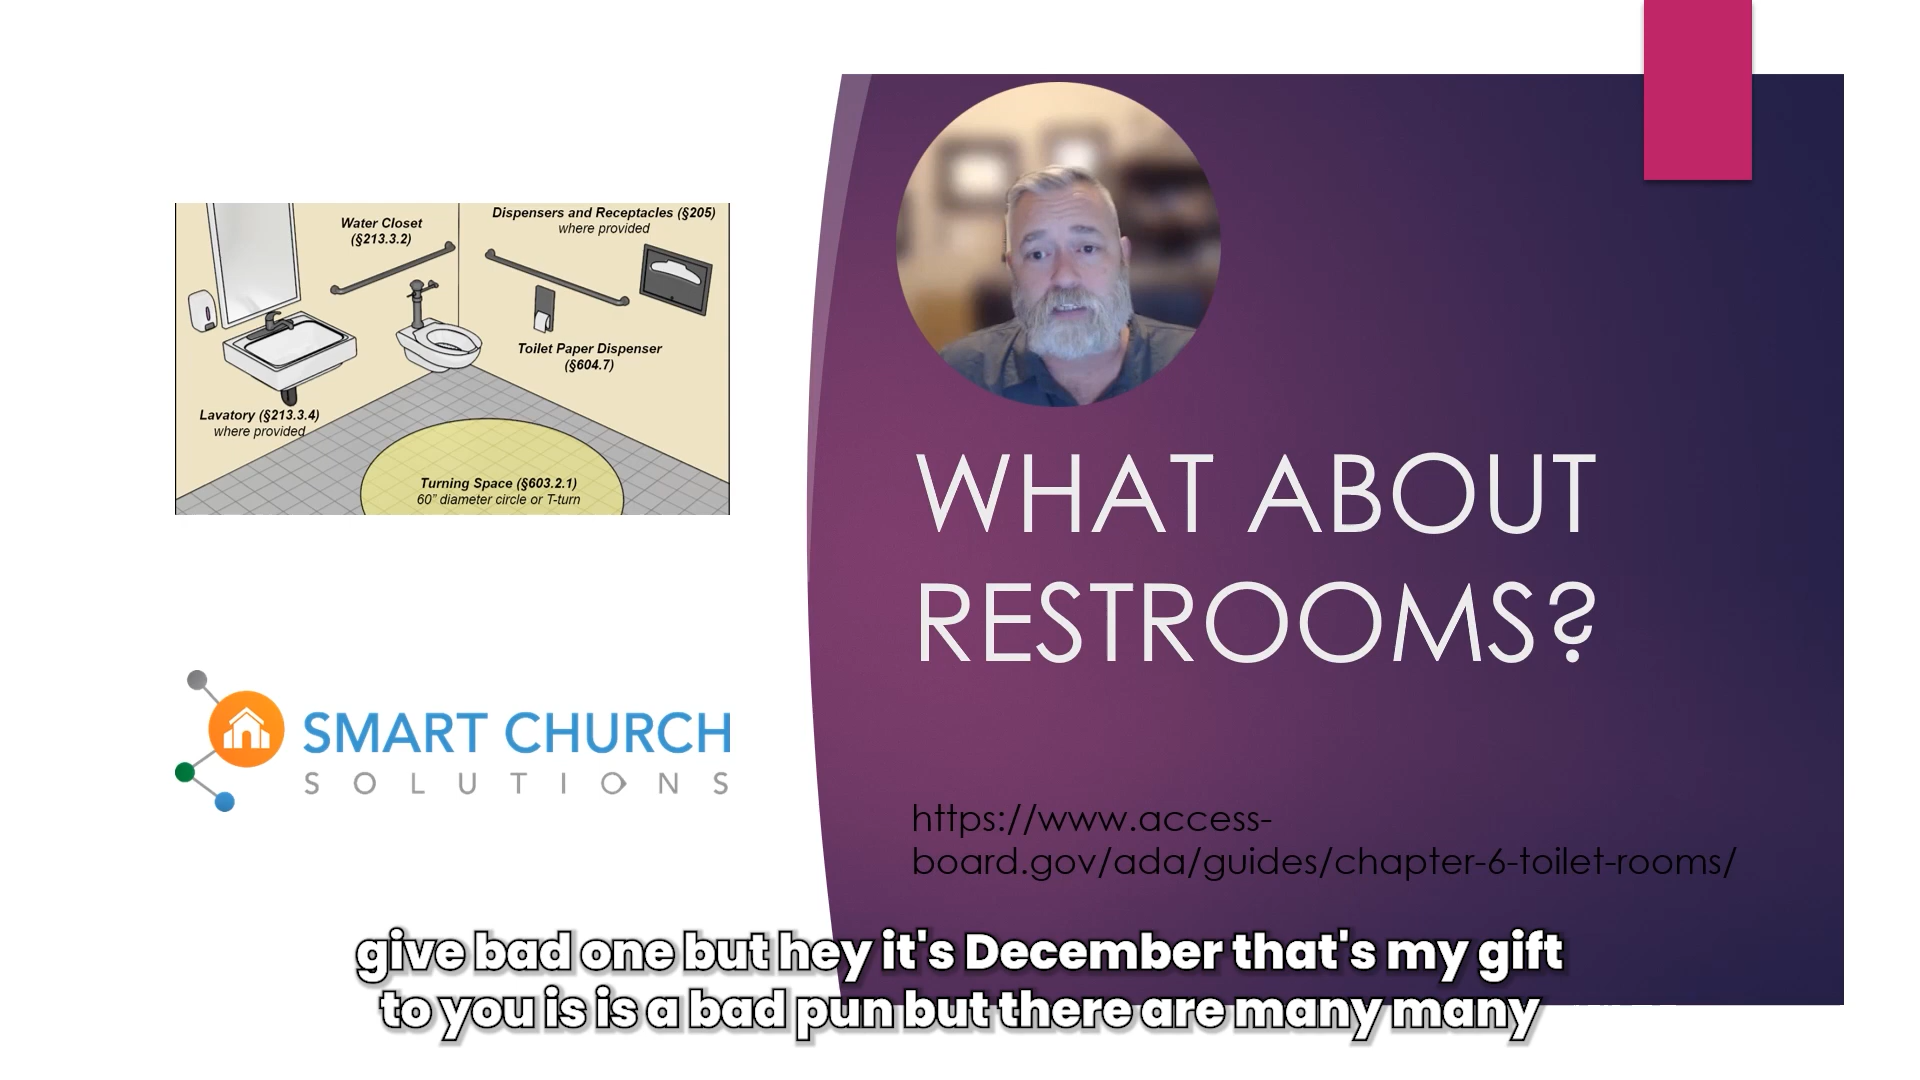 Water Closet
(§213.3.2)
Dispensers and Receptacles (§205)
where provided
Toilet Paper Dispenser
(§604.7)
Lavatory (§213.3.4)
where provided
Turning Space (§603.2.1)
60" diameter circle or T-turn
SMART CHURCH
SOLUTIONS
WHAT ABOUT
RESTROOMS?
https://www.access-
board.gov/ada/guides/chapter-6-toilet-rooms/
give bad one but hey it's December that's my gift
to you is is a bad pun but there are many many